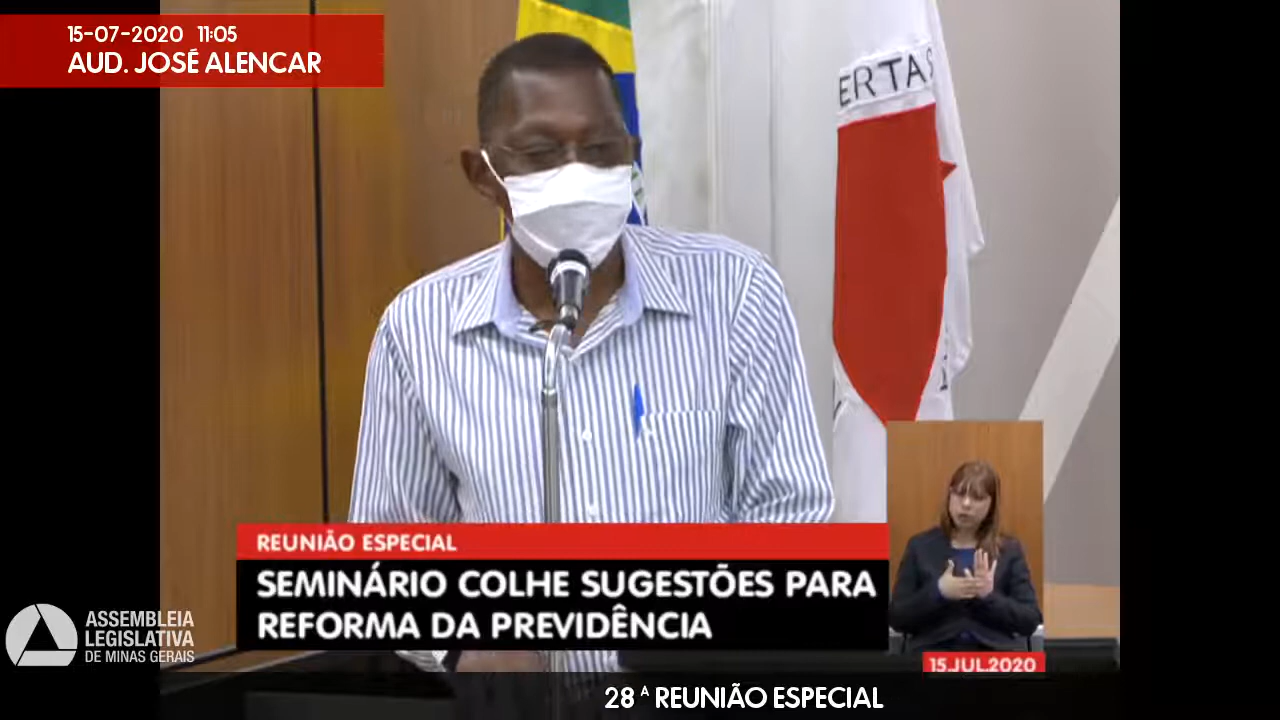 15-07-2020 11:05
AUD. JOSÉ ALENCAR
ERTAS
REUNIÃO ESPECIAL
SEMINÁRIO COLHE SUGESTÕES PARA
REFORMA DA PREVIDÊNCIA
ASSEMBLEIA
LEGISLATIVA
DE MINAS GERAIS
15.JUL.2020
28ª REUNIÃO ESPECIAL